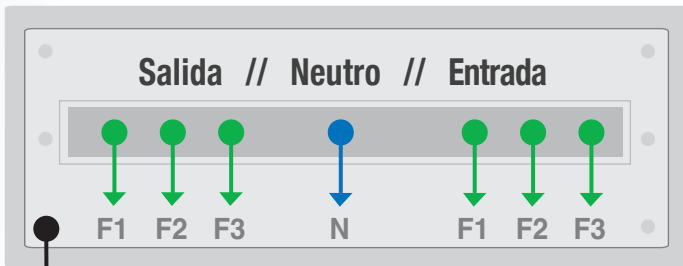 Salida // Neutro // Entrada
F1 F2 F3 N F1 F2 F3